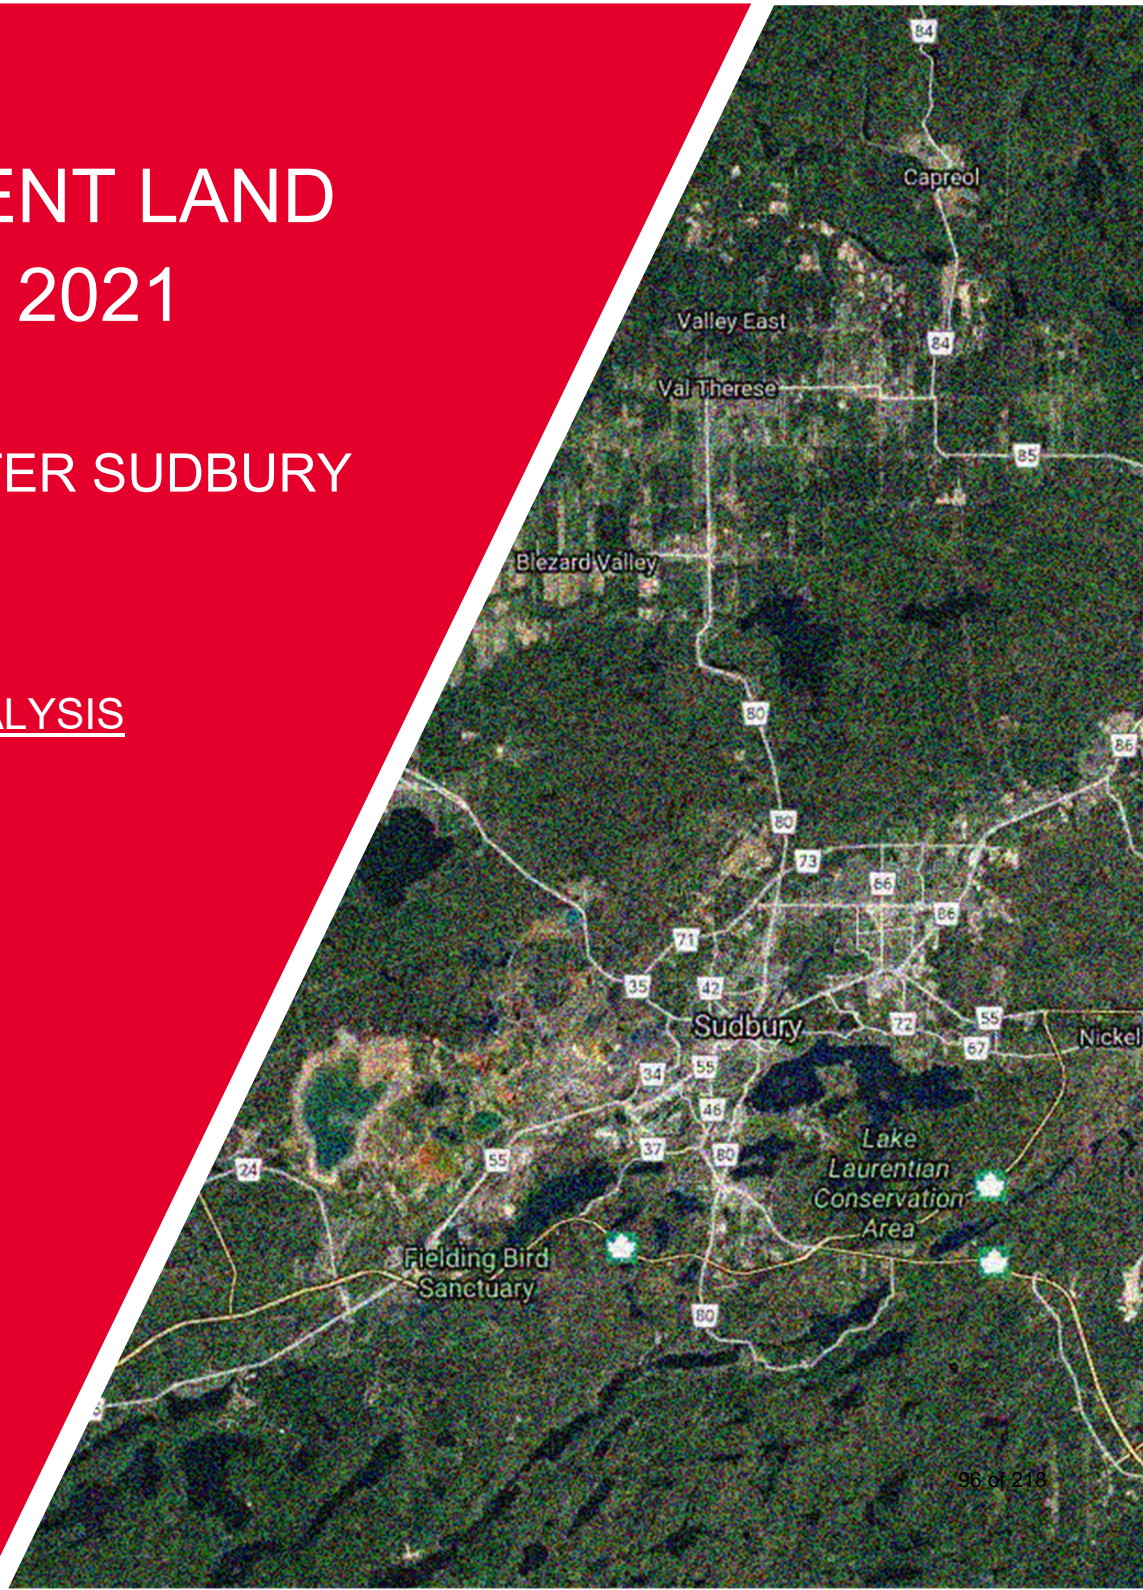 ENT LAND
2021
TER SUDBURY
ALYSIS
84
Capreol
Valley East
84
Val Therese
85
Blezard Valley
80
86
80
73
66
86
71
35
42
Sudbury
72
55
67
Nickel
34
55
46
37
80
Lake
Laurentian
Conservation
Area
24
55
Fielding Bird
Sanctuary
80
96 of 218